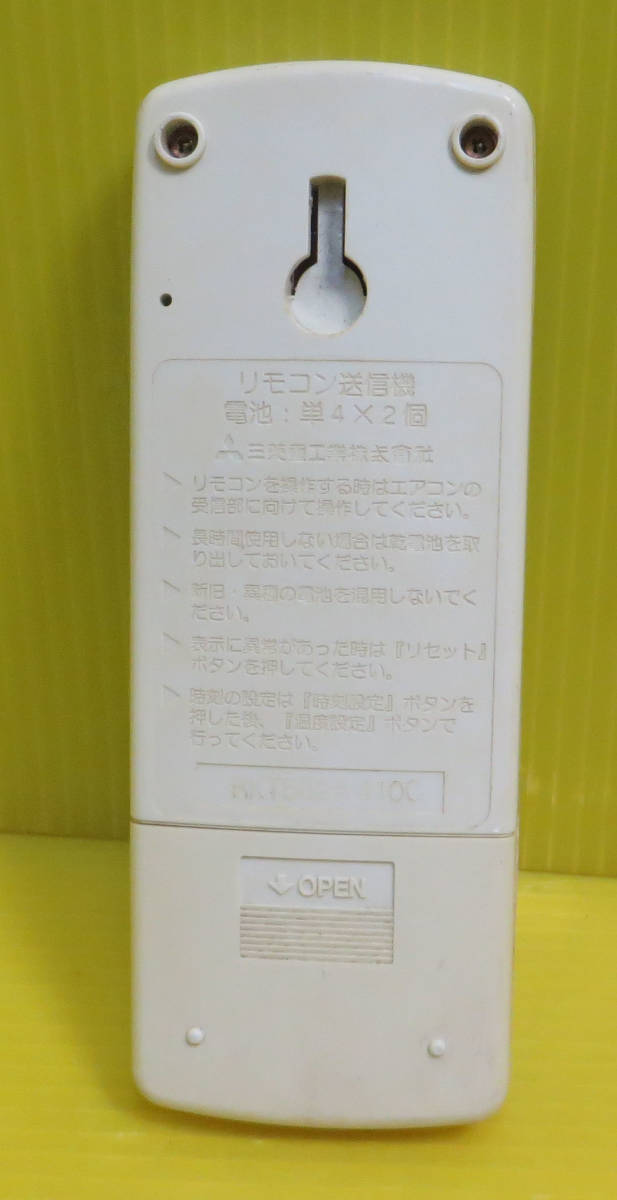 リモコン送信機
電池：単4×2個
三菱重工業株式會社
リモコンを操作する時はエアコンの
受信部に向けて操作してください。
長時間使用しない場合は乾電池を取
り出しておいてください。
新旧・異種の電池を混用しないでく
ださい。
表示に異常があった時は『リセット』
ボタンを押してください。
時刻の設定は『時刻設定』ボタンを
押した後、『温度設定』ボタンで
行ってください。
OPEN